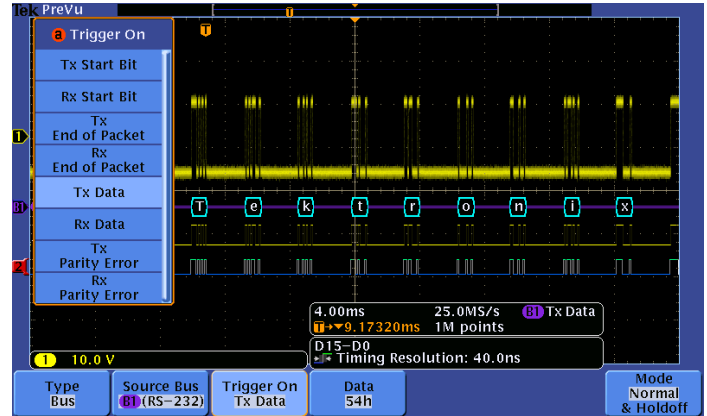 Tek PreVu
T
a Trigger On
T
Tx Start Bit
Rx Start Bit
Tx
End of Packet
Rx
End of Packet
Tx Data
Rx Data
Tx
Parity Error
Rx
Parity Error
1
B1
2
T e k t r o n i x
4.00ms 25.0MS/s B1 Tx Data
T→▼9.17320ms 1M points
D15-D0
Timing Resolution: 40.0ns
1 10.0 V
Type
Bus
Source Bus
B1 (RS-232)
Trigger On
Tx Data
Data
54h
Mode
Normal
& Holdoff